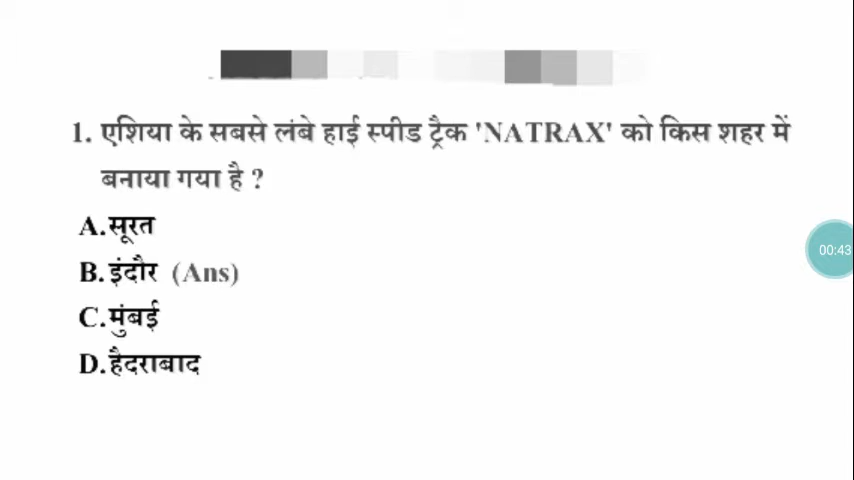 1. एशिया के सबसे लंबे हाई स्पीड ट्रैक 'NATRAX' को किस शहर में
बनाया गया है ?
A.सूरत
B.इंदौर (Ans)
C.मुंबई
D.हैदराबाद
00:43